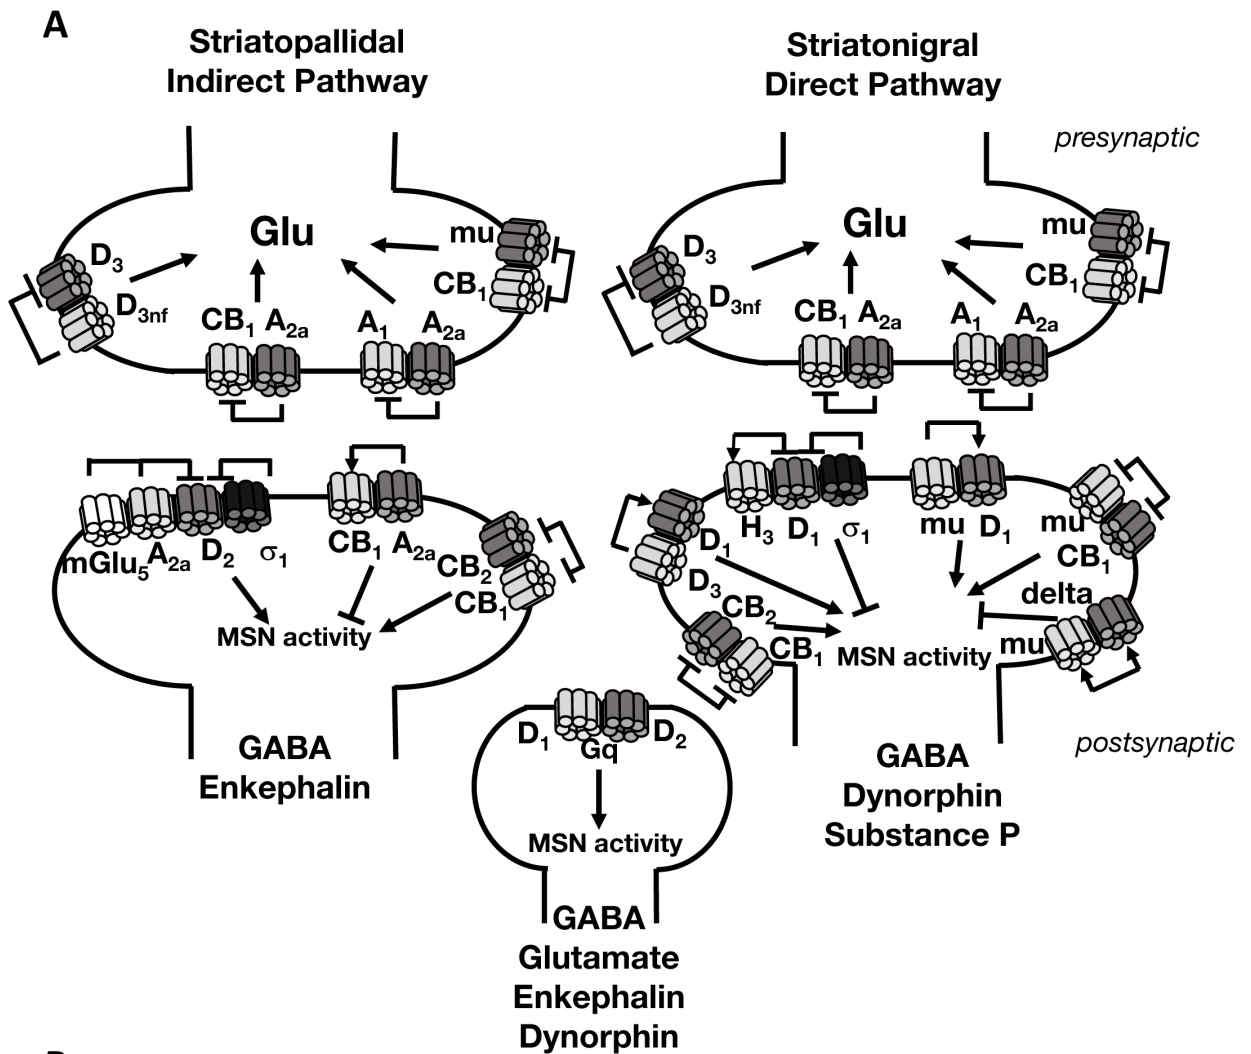 A
Striatopallidal
Indirect Pathway
Striatonigral
Direct Pathway
presynaptic
Glu
mu
D3
CB1
D3nf
CB1 A2a
A1 A2a
Glu
mu
D3
CB1
D3nf
CB1 A2a
A1 A2a
mGlu5 A2a D2 σ1
CB1 A2a
CB2
CB1
MSN activity
GABA
Enkephalin
H3 D1 σ1
mu D1
mu
CB1
D1
D3
delta
mu
CB2
CB1
MSN activity
GABA
Dynorphin
Substance P
postsynaptic
D1 D2
Gq
MSN activity
GABA
Glutamate
Enkephalin
Dynorphin